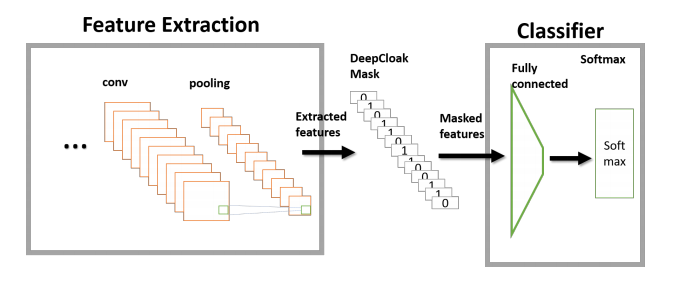 Feature Extraction
Classifier
DeepCloak
Mask
Softmax
Fully
connected
conv
pooling
...
Extracted
features
Masked
features
Soft
max
0
1
0
1
1
0
1
1
0
0
1
1
0